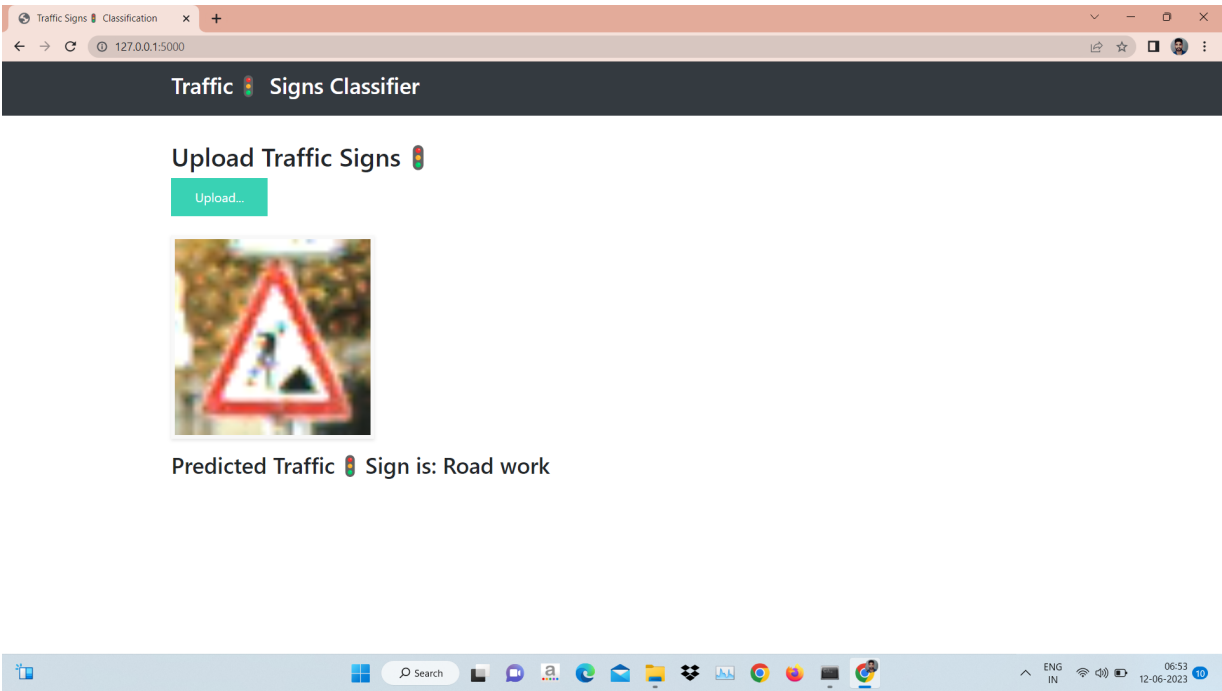 Traffic Signs🚦 Classification
127.0.0.1:5000
Traffic 🚦 Signs Classifier
Upload Traffic Signs 🚦
Upload...
Predicted Traffic 🚦 Sign is: Road work
Search
a
ENG
IN
06:53
12-06-2023
10